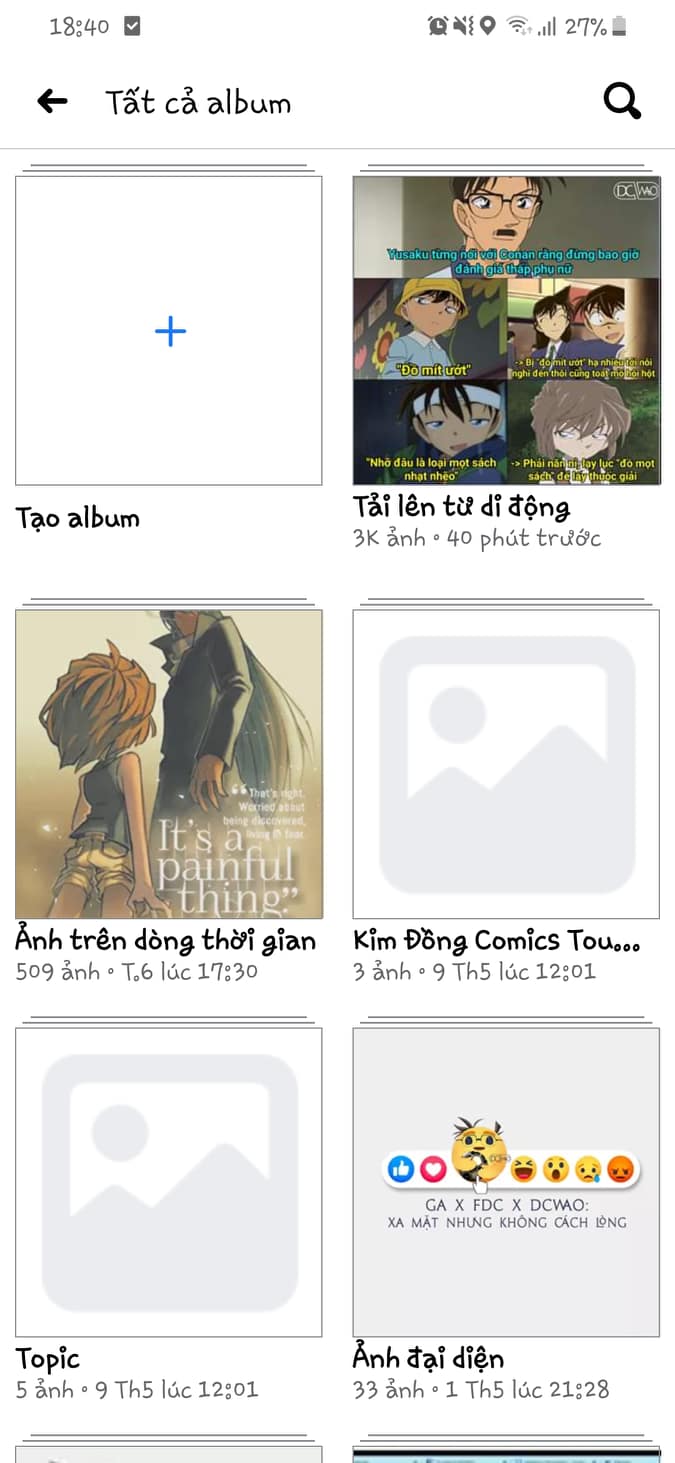 18:40
27%
Tất cả album
DC WAO
Yusaku từng nói với Conan rằng đừng bao giờ
đánh giá thấp phụ nữ
"Đồ mít ướt"
-> Bị "đồ mít ướt" hạ nhiều tới nỗi
nghĩ đến thôi cũng toát mồ hôi hột
"Nhờ đâu là loại mọt sách
nhạt nhẽo"
-> Phải năn nỉ, lạy lục "đồ mọt
sách" để lấy thuốc giải
Tạo album
Tải lên từ di động
3K ảnh • 40 phút trước
"That's right.
Worried about
being discovered,
living in fear.
It's a
painful
thing."
Ảnh trên dòng thời gian
509 ảnh • T.6 lúc 17:30
Kim Đồng Comics Tou...
3 ảnh • 9 Th5 lúc 12:01
GA X FDC X DCWAO:
XA MẶT NHƯNG KHÔNG CÁCH LÒNG
Topic
5 ảnh • 9 Th5 lúc 12:01
Ảnh đại diện
33 ảnh • 1 Th5 lúc 21:28